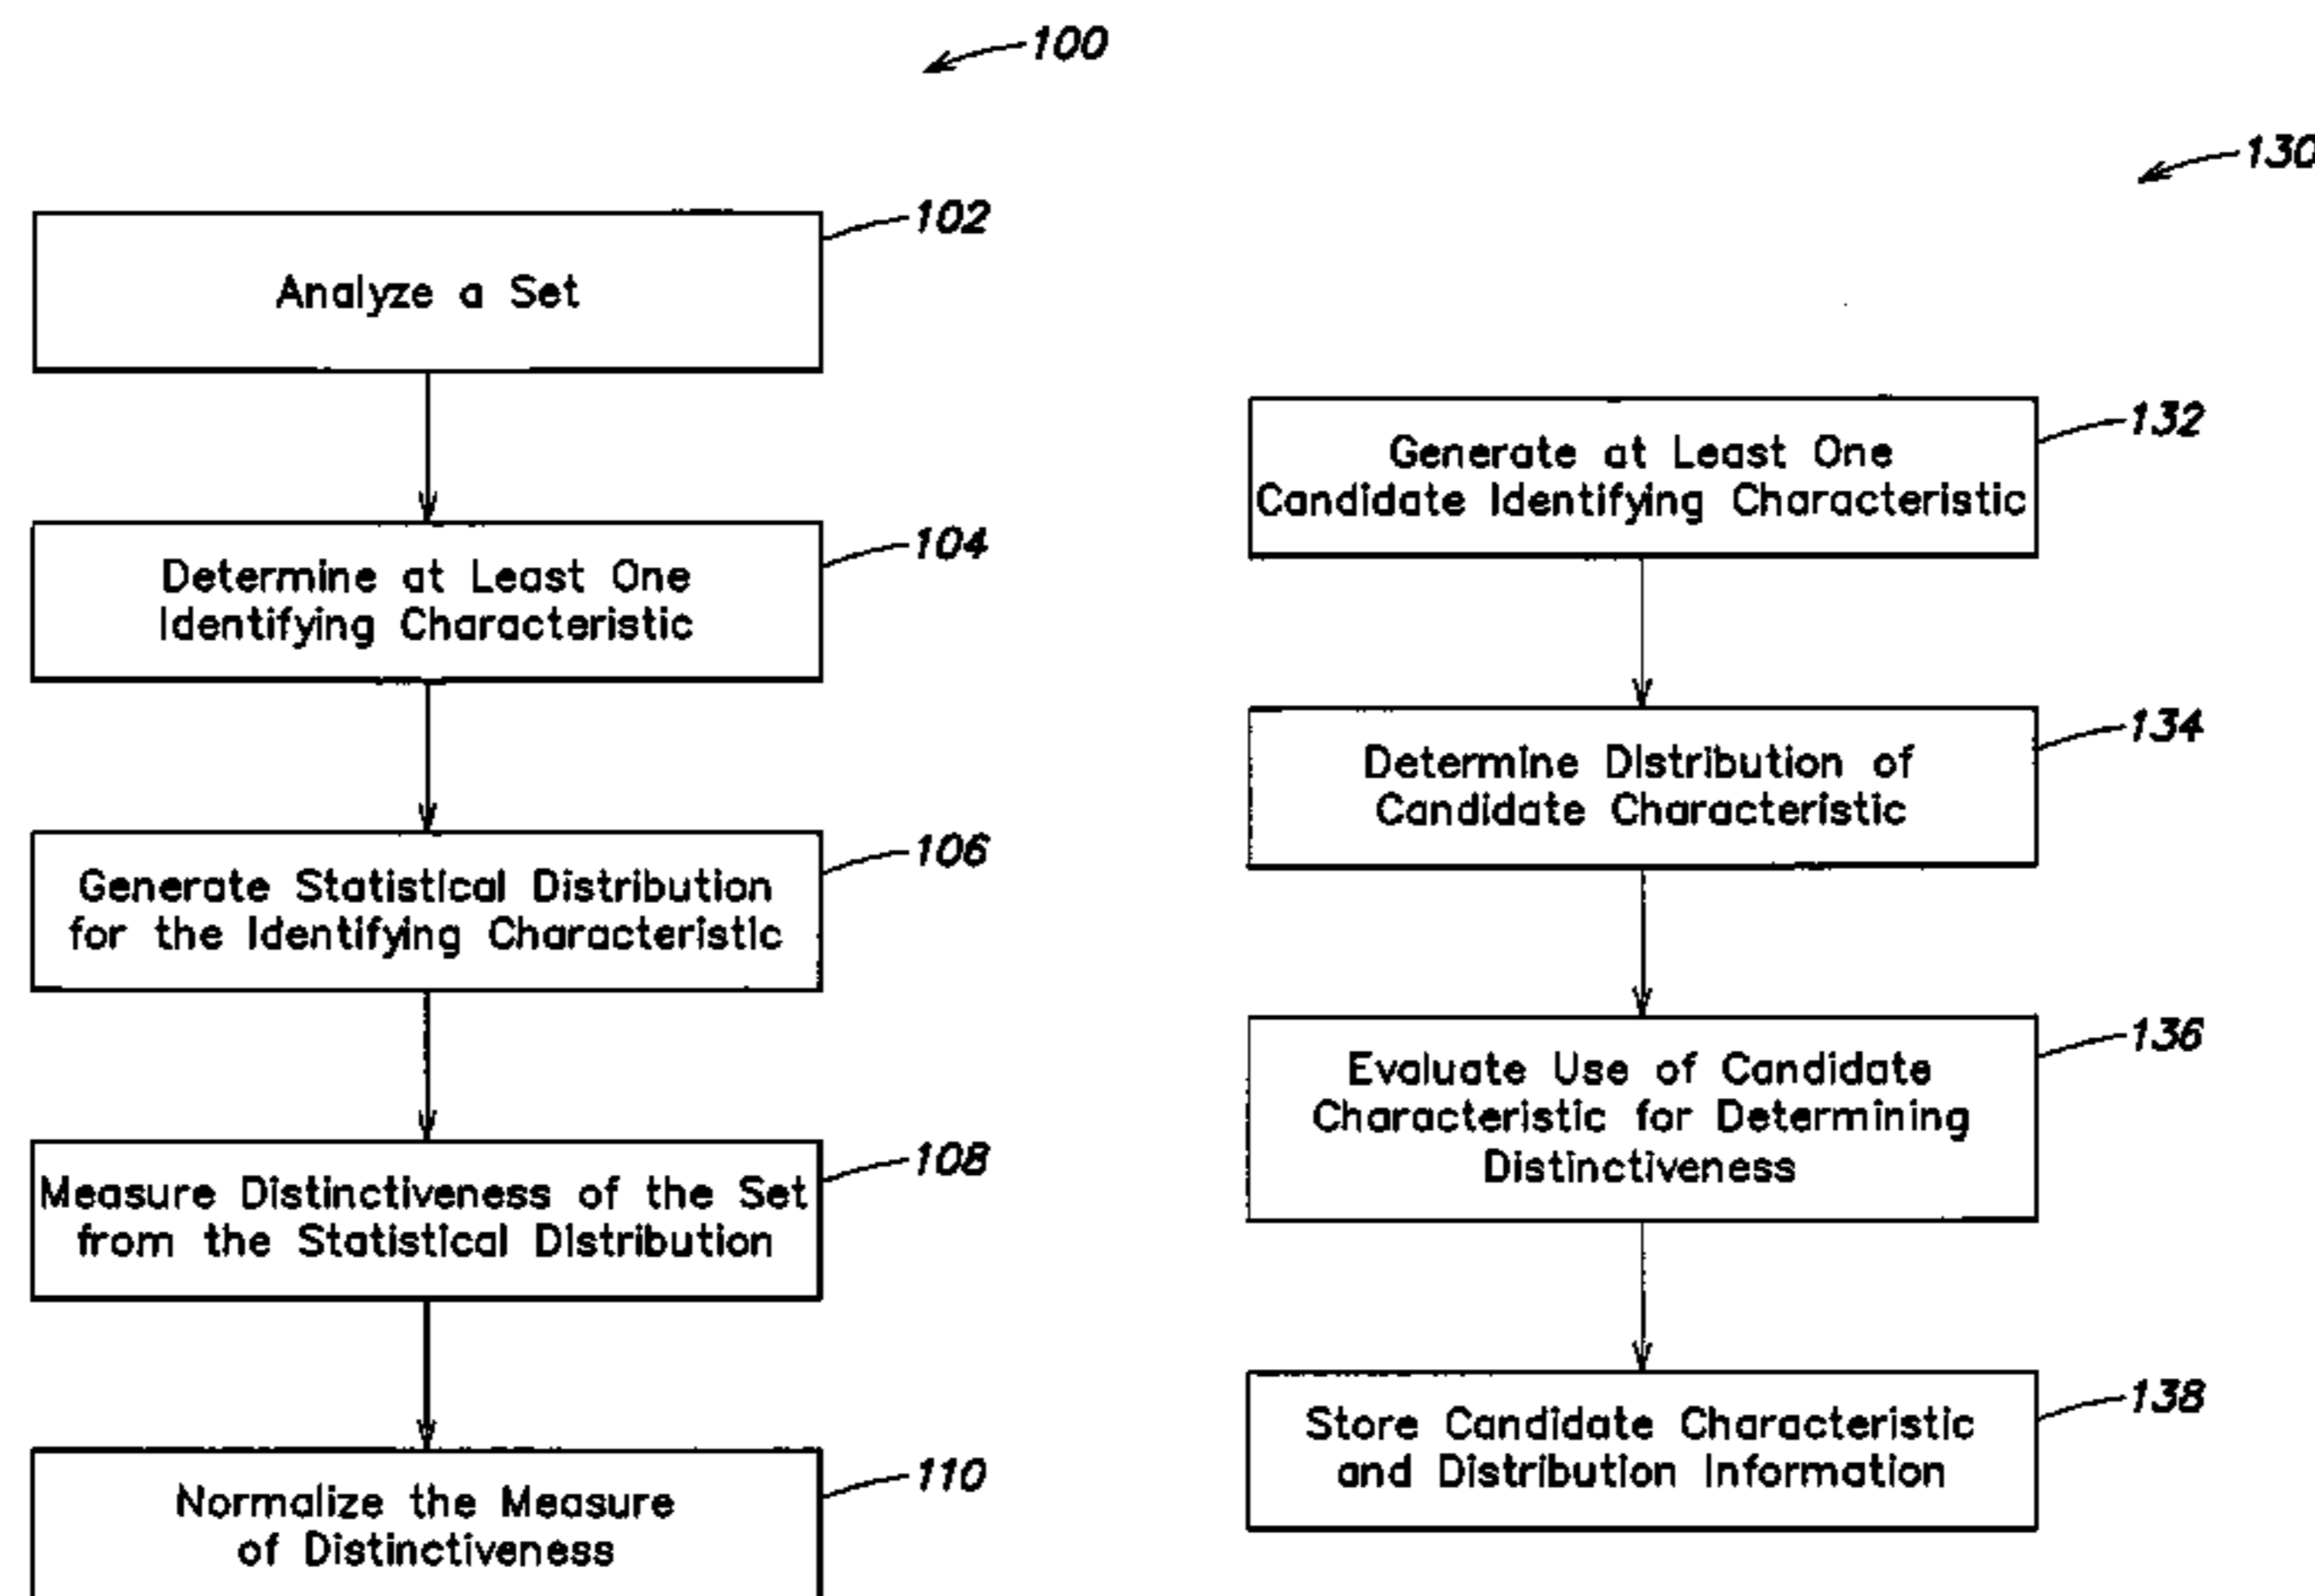 100
102
Analyze a Set
104
Determine at Least One
Identifying Characteristic
106
Generate Statistical Distribution
for the Identifying Characteristic
108
Measure Distinctiveness of the Set
from the Statistical Distribution
110
Normalize the Measure
of Distinctiveness
130
132
Generate at Least One
Candidate Identifying Characteristic
134
Determine Distribution of
Candidate Characteristic
136
Evaluate Use of Candidate
Characteristic for Determining
Distinctiveness
138
Store Candidate Characteristic
and Distribution Information